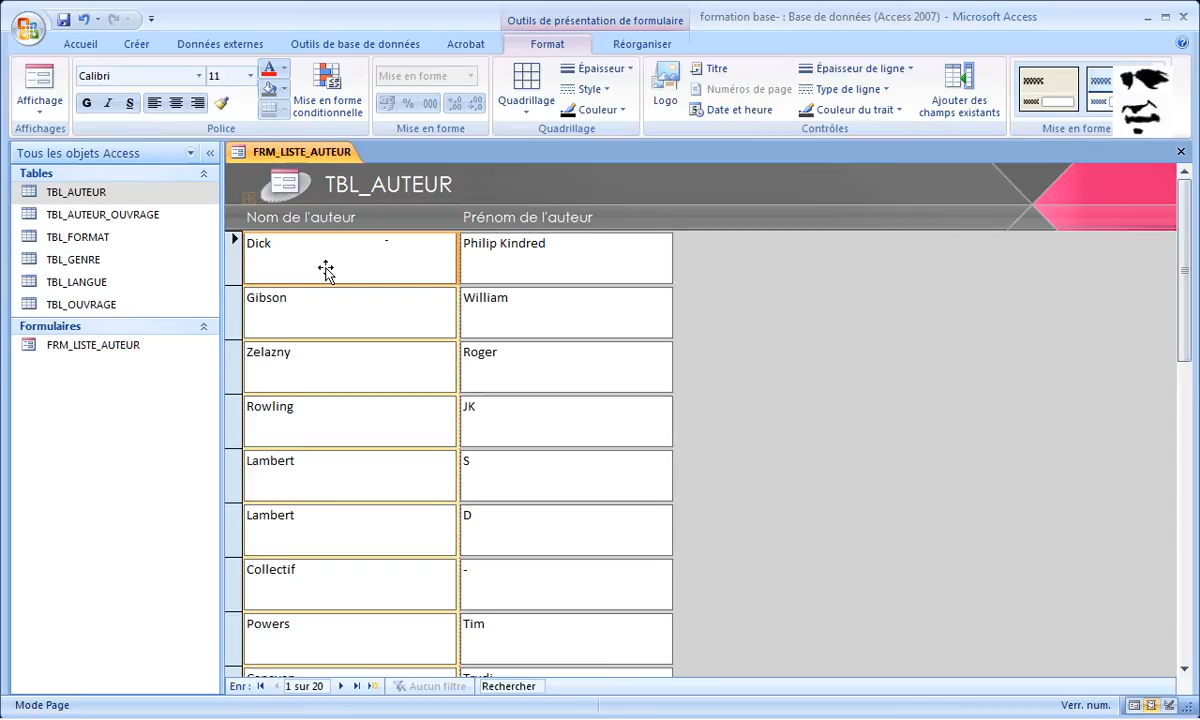 Outils de présentation de formulaire
formation base- : Base de données (Access 2007) - Microsoft Access
Accueil
Créer
Données externes
Outils de base de données
Acrobat
Format
Réorganiser
Affichage
Affichages
Calibri
11
G I S
Police
Mise en forme conditionnelle
Mise en forme
% 000
Mise en forme
Quadrillage
Épaisseur
Style
Couleur
Quadrillage
Logo
Titre
Numéros de page
Date et heure
Épaisseur de ligne
Type de ligne
Couleur du trait
Ajouter des champs existants
Contrôles
Mise en forme
Tous les objets Access
Tables
TBL_AUTEUR
TBL_AUTEUR_OUVRAGE
TBL_FORMAT
TBL_GENRE
TBL_LANGUE
TBL_OUVRAGE
Formulaires
FRM_LISTE_AUTEUR
FRM_LISTE_AUTEUR
TBL_AUTEUR
Nom de l'auteur Prénom de l'auteur
Dick Philip Kindred
Gibson William
Zelazny Roger
Rowling JK
Lambert S
Lambert D
Collectif -
Powers Tim
Enr : 1 sur 20 Aucun filtre Rechercher
Mode Page
Verr. num.